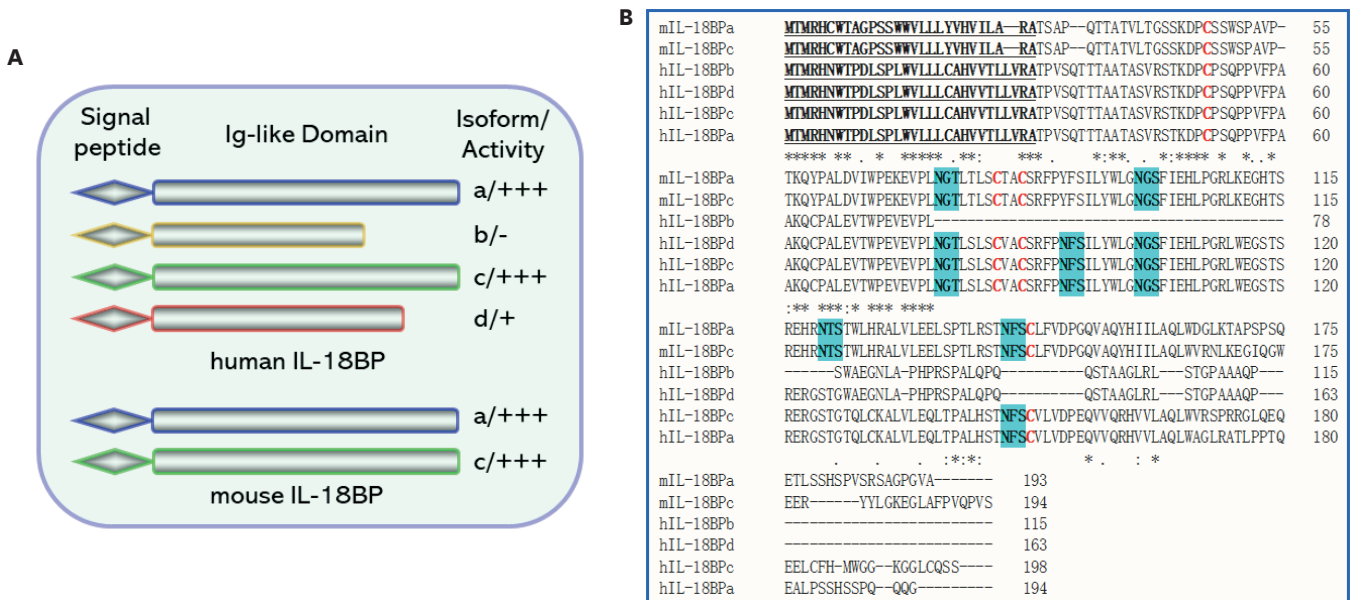 A
Signal peptide
Ig-like Domain
Isoform/
Activity
a/+++
b/-
c/+++
d/+
human IL-18BP
a/+++
c/+++
mouse IL-18BP
B
mIL-18BPa MTMRHCWTAGPSSWWVLLLYVHVILA--RATSAP--QTTATVLTGSSKDPCSSWSPAVP- 55
mIL-18BPc MTMRHCWTAGPSSWWVLLLYVHVILA--RATSAP--QTTATVLTGSSKDPCSSWSPAVP- 55
hIL-18BPb MTMRHNWTPDLSPLWVLLLCAHVVTLLVRATPVSQTTTAATASVRSTKDPCPSQPPVFPA 60
hIL-18BPd MTMRHNWTPDLSPLWVLLLCAHVVTLLVRATPVSQTTTAATASVRSTKDPCPSQPPVFPA 60
hIL-18BPc MTMRHNWTPDLSPLWVLLLCAHVVTLLVRATPVSQTTTAATASVRSTKDPCPSQPPVFPA 60
hIL-18BPa MTMRHNWTPDLSPLWVLLLCAHVVTLLVRATPVSQTTTAATASVRSTKDPCPSQPPVFPA 60
***** ** . *  ***** .**:    *** .     *:**. . :**** *  *..*
mIL-18BPa TKQYPALDVIWPEKEVPLNGTLTLSCTACSRFPYFSILYWLGNGSFIEHLPGRLKEGHTS 115
mIL-18BPc TKQYPALDVIWPEKEVPLNGTLTLSCTACSRFPYFSILYWLGNGSFIEHLPGRLKEGHTS 115
hIL-18BPb AKQCPALEVTWPEVEVPL------------------------------------------ 78
hIL-18BPd AKQCPALEVTWPEVEVPLNGTLSLSCVACSRFPNFSILYWLGNGSFIEHLPGRLWEGSTS 120
hIL-18BPc AKQCPALEVTWPEVEVPLNGTLSLSCVACSRFPNFSILYWLGNGSFIEHLPGRLWEGSTS 120
hIL-18BPa AKQCPALEVTWPEVEVPLNGTLSLSCVACSRFPNFSILYWLGNGSFIEHLPGRLWEGSTS 120
:** ***:* *** ****
mIL-18BPa REHRNTSTWLHRALVLEELSPTLRSTNFSCLFVDPGQVAQYHIILAQLWDGLKTAPSPSQ 175
mIL-18BPc REHRNTSTWLHRALVLEELSPTLRSTNFSCLFVDPGQVAQYHIILAQLWVRNLKEGIQGW 175
hIL-18BPb ------SWAEGNLA-PHPRSPALQPQ----------QSTAAGLRL---STGPAAAQP--- 115
hIL-18BPd RERGSTGWAEGNLA-PHPRSPALQPQ----------QSTAAGLRL---STGPAAAQP--- 163
hIL-18BPc RERGSTGTQLCKALVLEQLTPALHSTNFSCVLVDPEQVVQRHVVLAQLWVRSPRRGLQEQ 180
hIL-18BPa RERGSTGTQLCKALVLEQLTPALHSTNFSCVLVDPEQVVQRHVVLAQLWAGLRATLPPTQ 180
.    .    . :*:*:             * .   : *
mIL-18BPa ETLSSHSPVSRSAGPGVA------- 193
mIL-18BPc EER------YYLGKEGLAFPVQPVS 194
hIL-18BPb ------------------------- 115
hIL-18BPd ------------------------- 163
hIL-18BPc EELCFH-MWGG--KGGLCQSS---- 198
hIL-18BPa EALPSSHSSPQ--QQG--------- 194